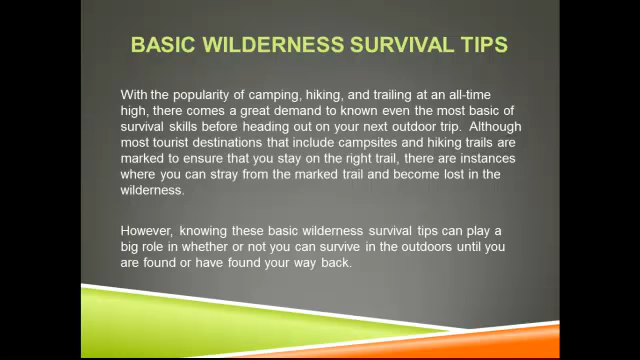 BASIC WILDERNESS SURVIVAL TIPS
With the popularity of camping, hiking, and trailing at an all-time
high, there comes a great demand to known even the most basic of
survival skills before heading out on your next outdoor trip. Although
most tourist destinations that include campsites and hiking trails are
marked to ensure that you stay on the right trail, there are instances
where you can stray from the marked trail and become lost in the
wilderness.
However, knowing these basic wilderness survival tips can play a
big role in whether or not you can survive in the outdoors until you
are found or have found your way back.